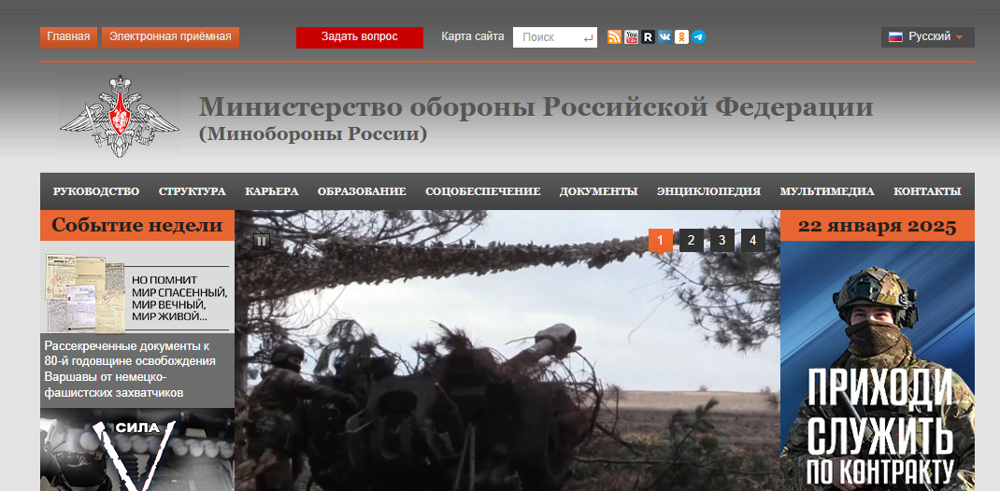 Главная
Электронная приёмная
Задать вопрос
Карта сайта
Поиск
You
Tube
Русский
Министерство обороны Российской Федерации
(Минобороны России)
РУКОВОДСТВО
СТРУКТУРА
КАРЬЕРА
ОБРАЗОВАНИЕ
СОЦОБЕСПЕЧЕНИЕ
ДОКУМЕНТЫ
ЭНЦИКЛОПЕДИЯ
МУЛЬТИМЕДИА
КОНТАКТЫ
Событие недели
НО ПОМНИТ
МИР СПАСЕННЫЙ,
МИР ВЕЧНЫЙ,
МИР ЖИВОЙ...
Рассекреченные документы к
80-й годовщине освобождения
Варшавы от немецко-
фашистских захватчиков
СИЛА
V
1
2
3
4
22 января 2025
ПРИХОДИ
СЛУЖИТЬ
ПО КОНТРАКТУ